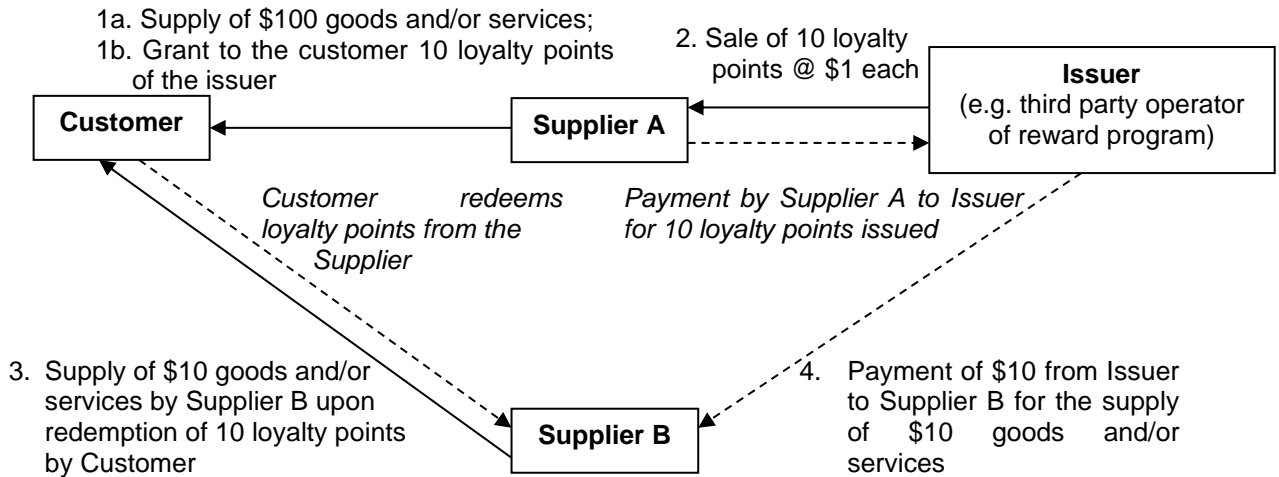 1a. Supply of $100 goods and/or services;
1b. Grant to the customer 10 loyalty points
of the issuer
2. Sale of 10 loyalty
points @ $1 each
Issuer
(e.g. third party operator
of reward program)
Customer
Supplier A
Customer redeems
loyalty points from the
Supplier
Payment by Supplier A to Issuer
for 10 loyalty points issued
3. Supply of $10 goods and/or
services by Supplier B upon
redemption of 10 loyalty points
by Customer
Supplier B
4. Payment of $10 from Issuer
to Supplier B for the supply
of $10 goods and/or
services